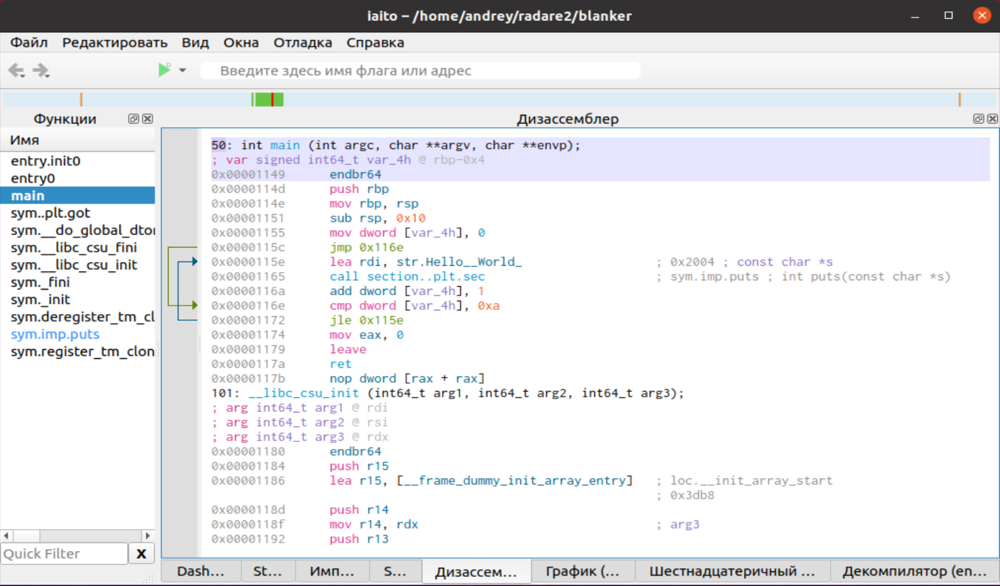 iaito – /home/andrey/radare2/blanker
Файл Редактировать Вид Окна Отладка Справка
Введите здесь имя флага или адрес
Функции
Имя
entry.init0
entry0
main
sym..plt.got
sym.__do_global_dto
sym.__libc_csu_fini
sym.__libc_csu_init
sym._fini
sym._init
sym.deregister_tm_cl
sym.imp.puts
sym.register_tm_clon
Quick Filter X
Дизассемблер
50: int main (int argc, char **argv, char **envp);
; var signed int64_t var_4h @ rbp-0x4
0x00001149 endbr64
0x0000114d push rbp
0x0000114e mov rbp, rsp
0x00001151 sub rsp, 0x10
0x00001155 mov dword [var_4h], 0
0x0000115c jmp 0x116e
0x0000115e lea rdi, str.Hello__World_ ; 0x2004 ; const char *s
0x00001165 call section..plt.sec ; sym.imp.puts ; int puts(const char *s)
0x0000116a add dword [var_4h], 1
0x0000116e cmp dword [var_4h], 0xa
0x00001172 jle 0x115e
0x00001174 mov eax, 0
0x00001179 leave
0x0000117a ret
0x0000117b nop dword [rax + rax]
101: __libc_csu_init (int64_t arg1, int64_t arg2, int64_t arg3);
; arg int64_t arg1 @ rdi
; arg int64_t arg2 @ rsi
; arg int64_t arg3 @ rdx
0x00001180 endbr64
0x00001184 push r15
0x00001186 lea r15, [__frame_dummy_init_array_entry] ; loc.__init_array_start
; 0x3db8
0x0000118d push r14
0x0000118f mov r14, rdx ; arg3
0x00001192 push r13
Dash... St... Имп... S... Дизассем... График (... Шестнадцатеричный ... Декомпилятор (en...